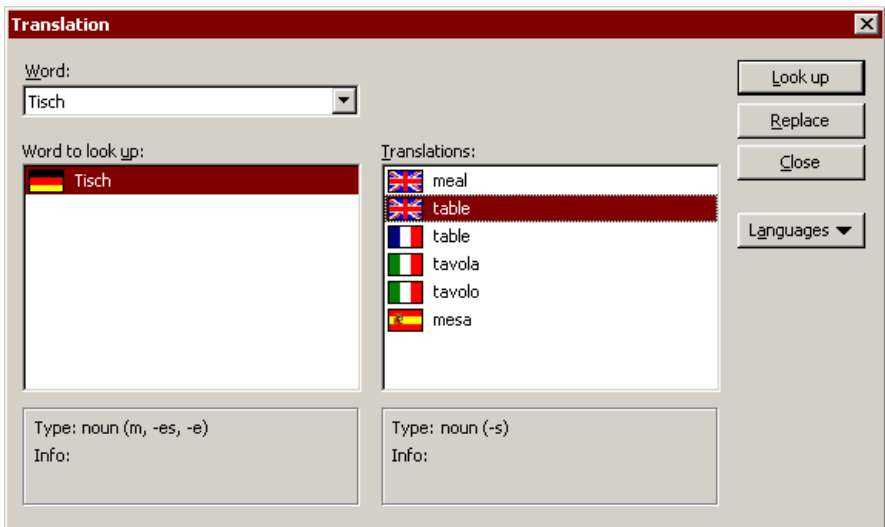 Translation
Word:
Tisch
Look up
Replace
Close
Languages
Word to look up:
Tisch
Type: noun (m, -es, -e)
Info:
Translations:
meal
table
table
tavola
tavolo
mesa
Type: noun (-s)
Info: